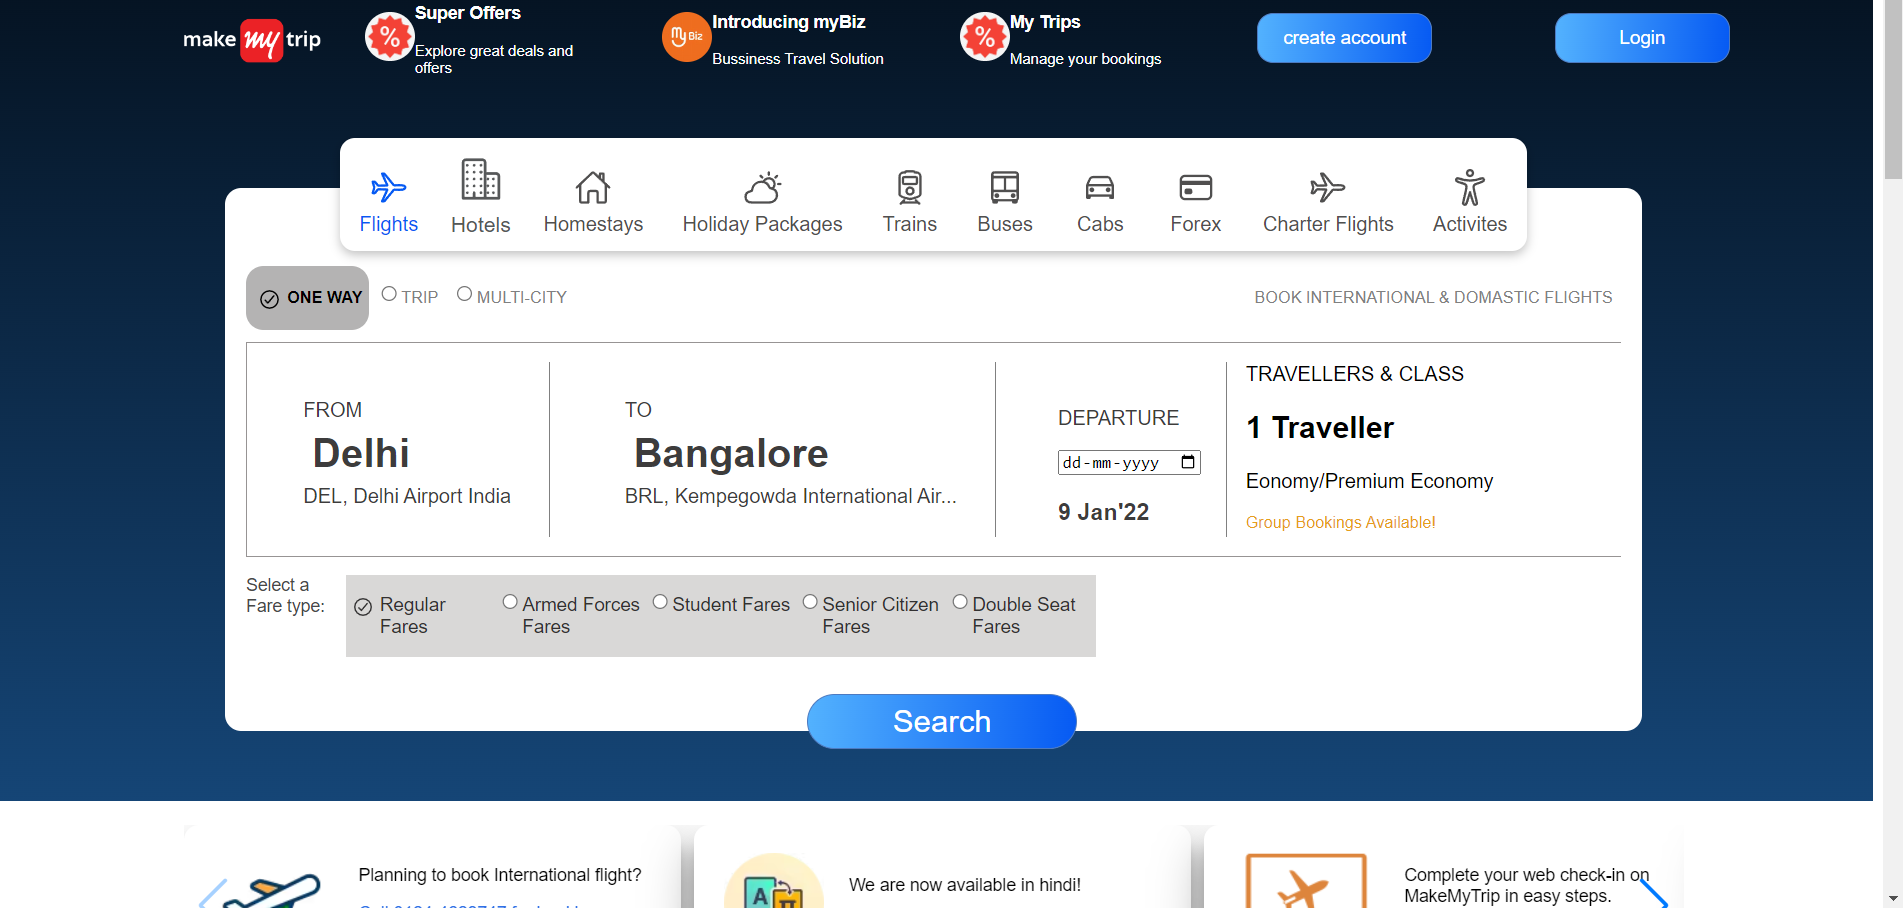 make my trip
Super Offers
Explore great deals and
offers
my Biz
Introducing myBiz
Bussiness Travel Solution
My Trips
Manage your bookings
create account
Login
Flights
Hotels
Homestays
Holiday Packages
Trains
Buses
Cabs
Forex
Charter Flights
Activites
ONE WAY
TRIP
MULTI-CITY
BOOK INTERNATIONAL & DOMASTIC FLIGHTS
FROM
Delhi
DEL, Delhi Airport India
TO
Bangalore
BRL, Kempegowda International Air...
DEPARTURE
dd-mm-yyyy
9 Jan'22
TRAVELLERS & CLASS
1 Traveller
Eonomy/Premium Economy
Group Bookings Available!
Select a
Fare type:
Regular
Fares
Armed Forces
Fares
Student Fares
Senior Citizen
Fares
Double Seat
Fares
Search
Planning to book International flight?
A
We are now available in hindi!
Complete your web check-in on
MakeMyTrip in easy steps.